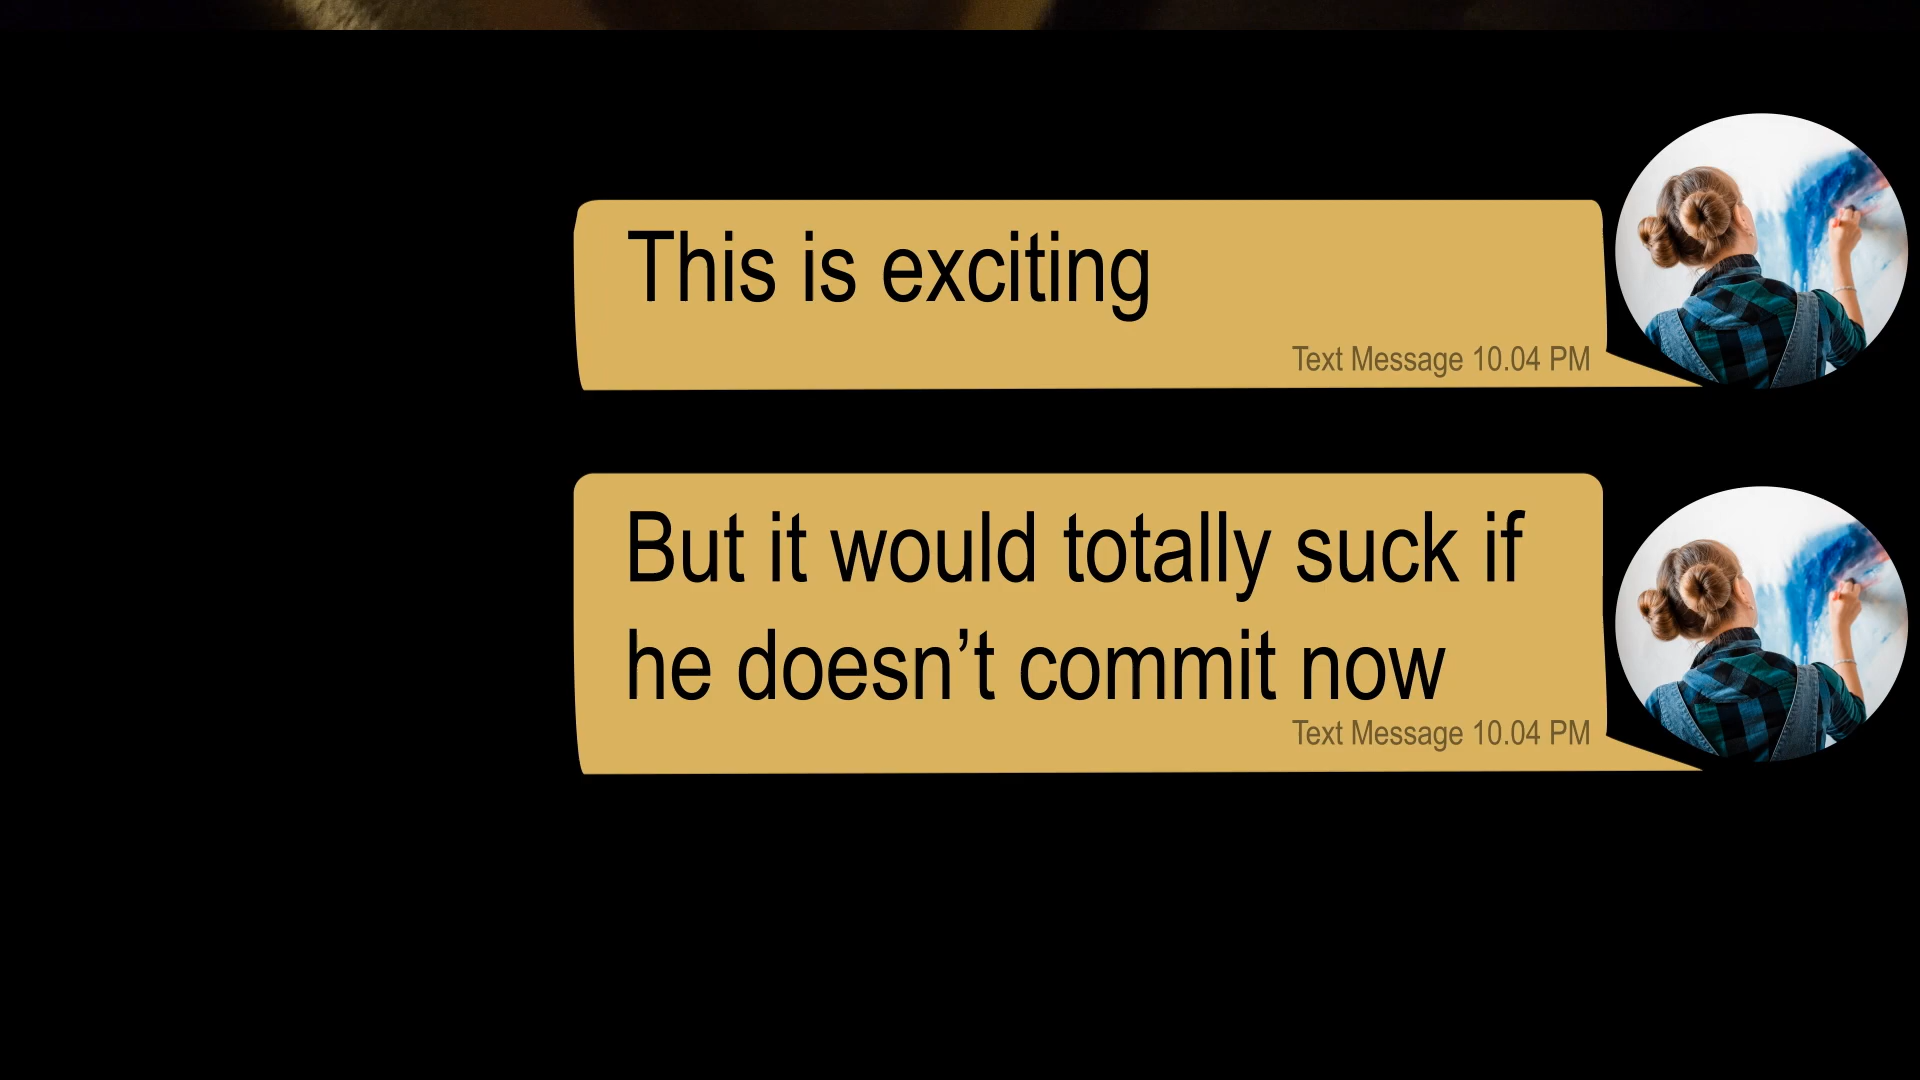 This is exciting
Text Message 10.04 PM
But it would totally suck if
he doesn’t commit now
Text Message 10.04 PM